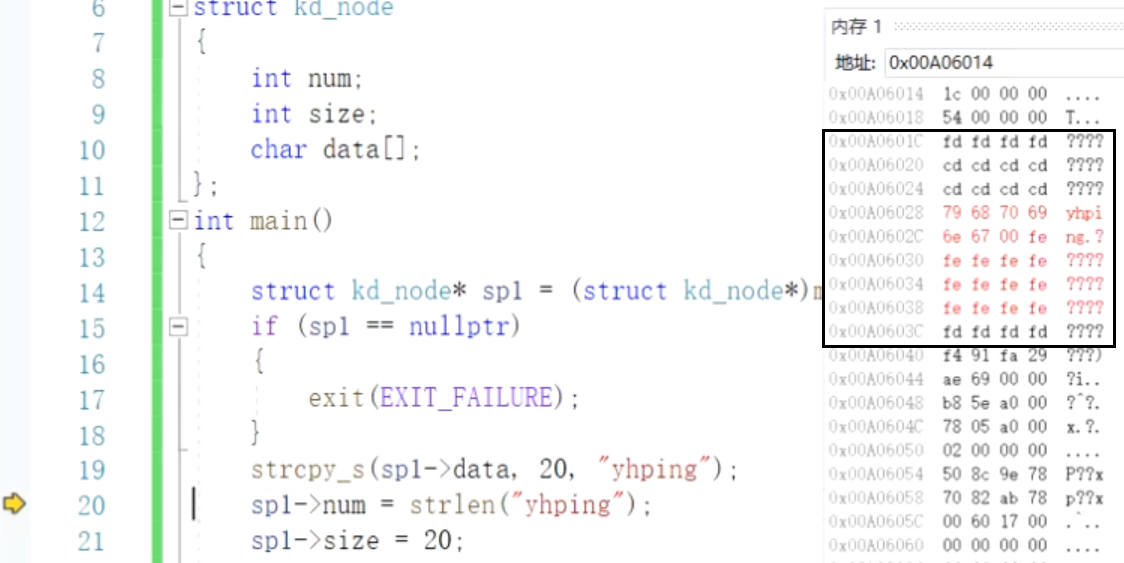 6 struct kd_node
7 {
8 int num;
9 int size;
10 char data[];
11 };
12 int main()
13 {
14 struct kd_node* sp1 = (struct kd_node*)m
15 if (sp1 == nullptr)
16 {
17 exit(EXIT_FAILURE);
18 }
19 strcpy_s(sp1->data, 20, "yhping");
20 sp1->num = strlen("yhping");
21 sp1->size = 20;
内存 1
地址: 0x00A06014
0x00A06014 1c 00 00 00 ....
0x00A06018 54 00 00 00 T...
0x00A0601C fd fd fd fd ????
0x00A06020 cd cd cd cd ????
0x00A06024 cd cd cd cd ????
0x00A06028 79 68 70 69 yhpi
0x00A0602C 6e 67 00 fe ng.?
0x00A06030 fe fe fe fe ????
0x00A06034 fe fe fe fe ????
0x00A06038 fe fe fe fe ????
0x00A0603C fd fd fd fd ????
0x00A06040 f4 91 fa 29 ???)
0x00A06044 ae 69 00 00 ?i..
0x00A06048 b8 5e a0 00 ?^?.
0x00A0604C 78 05 a0 00 x.?.
0x00A06050 02 00 00 00 ....
0x00A06054 50 8c 9e 78 P??x
0x00A06058 70 82 ab 78 p??x
0x00A0605C 00 60 17 00 .`..
0x00A06060 00 00 00 00 ....